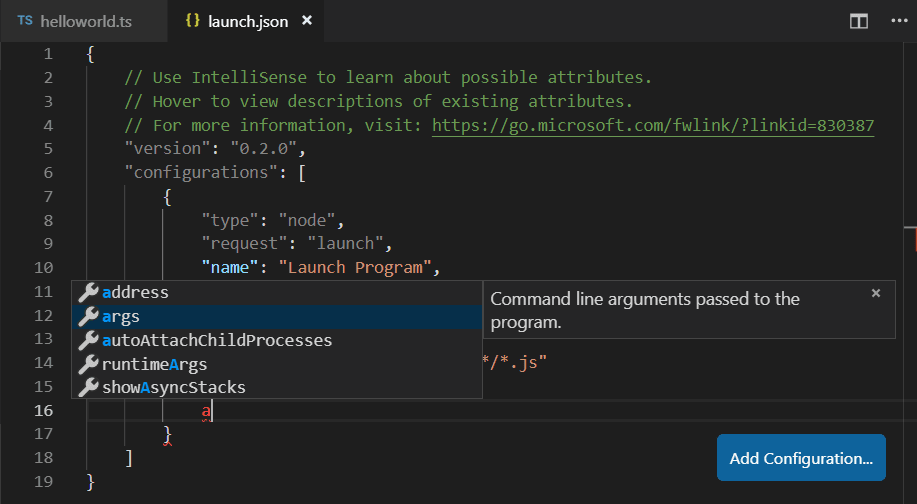 TS helloworld.ts {} launch.json ×
1 {
2 // Use IntelliSense to learn about possible attributes.
3 // Hover to view descriptions of existing attributes.
4 // For more information, visit: https://go.microsoft.com/fwlink/?linkid=830387
5 "version": "0.2.0",
6 "configurations": [
7 {
8 "type": "node",
9 "request": "launch",
10 "name": "Launch Program",
11 address
12 args
13 autoAttachChildProcesses
14 runtimeArgs */*.js"
15 showAsyncStacks
Command line arguments passed to the ×
program.
16 a
17 }
18 ]
19 }
Add Configuration...